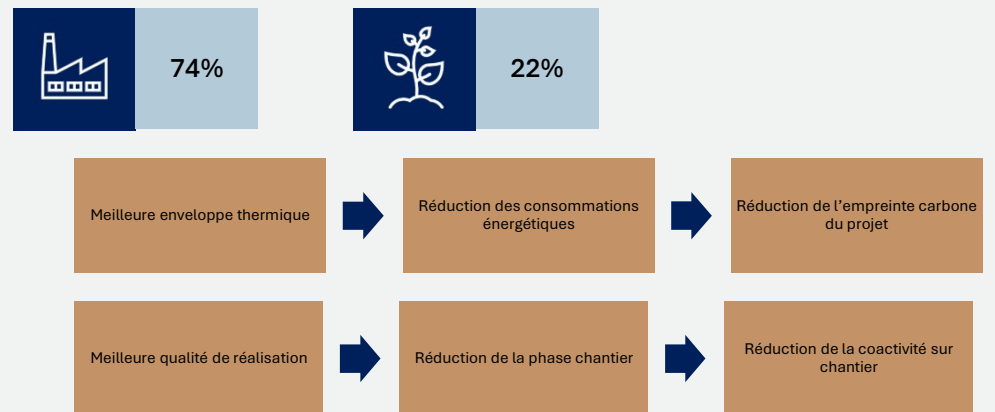 74%
22%
Meilleure enveloppe thermique
Réduction des consommations
énergétiques
Réduction de l’empreinte carbone
du projet
Meilleure qualité de réalisation
Réduction de la phase chantier
Réduction de la coactivité sur
chantier